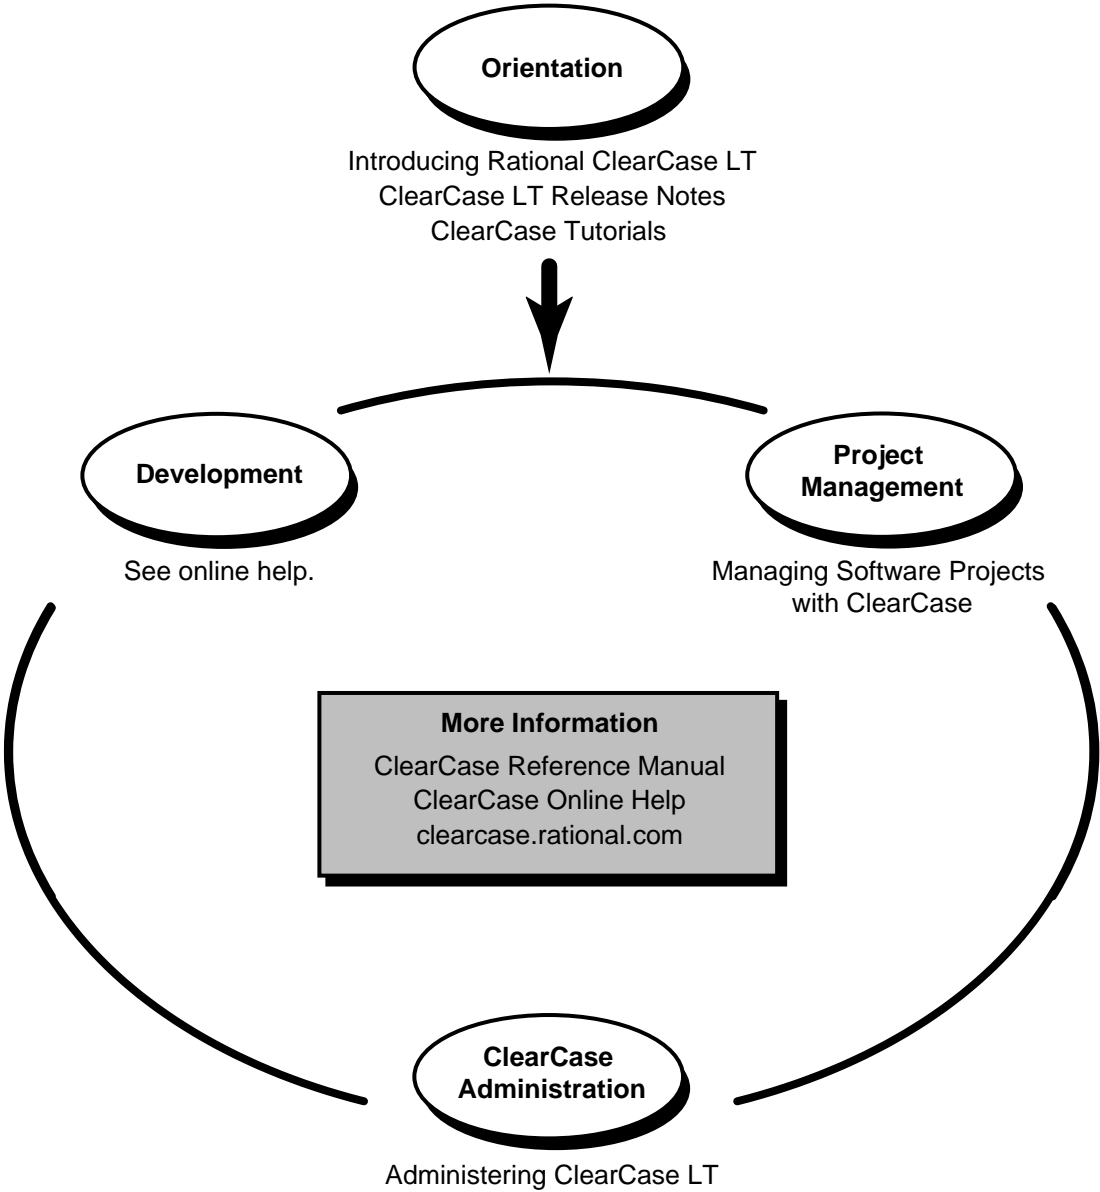 Orientation
Introducing Rational ClearCase LT
ClearCase LT Release Notes
ClearCase Tutorials
Development
See online help.
Project
Management
Managing Software Projects
with ClearCase
More Information
ClearCase Reference Manual
ClearCase Online Help
clearcase.rational.com
ClearCase
Administration
Administering ClearCase LT